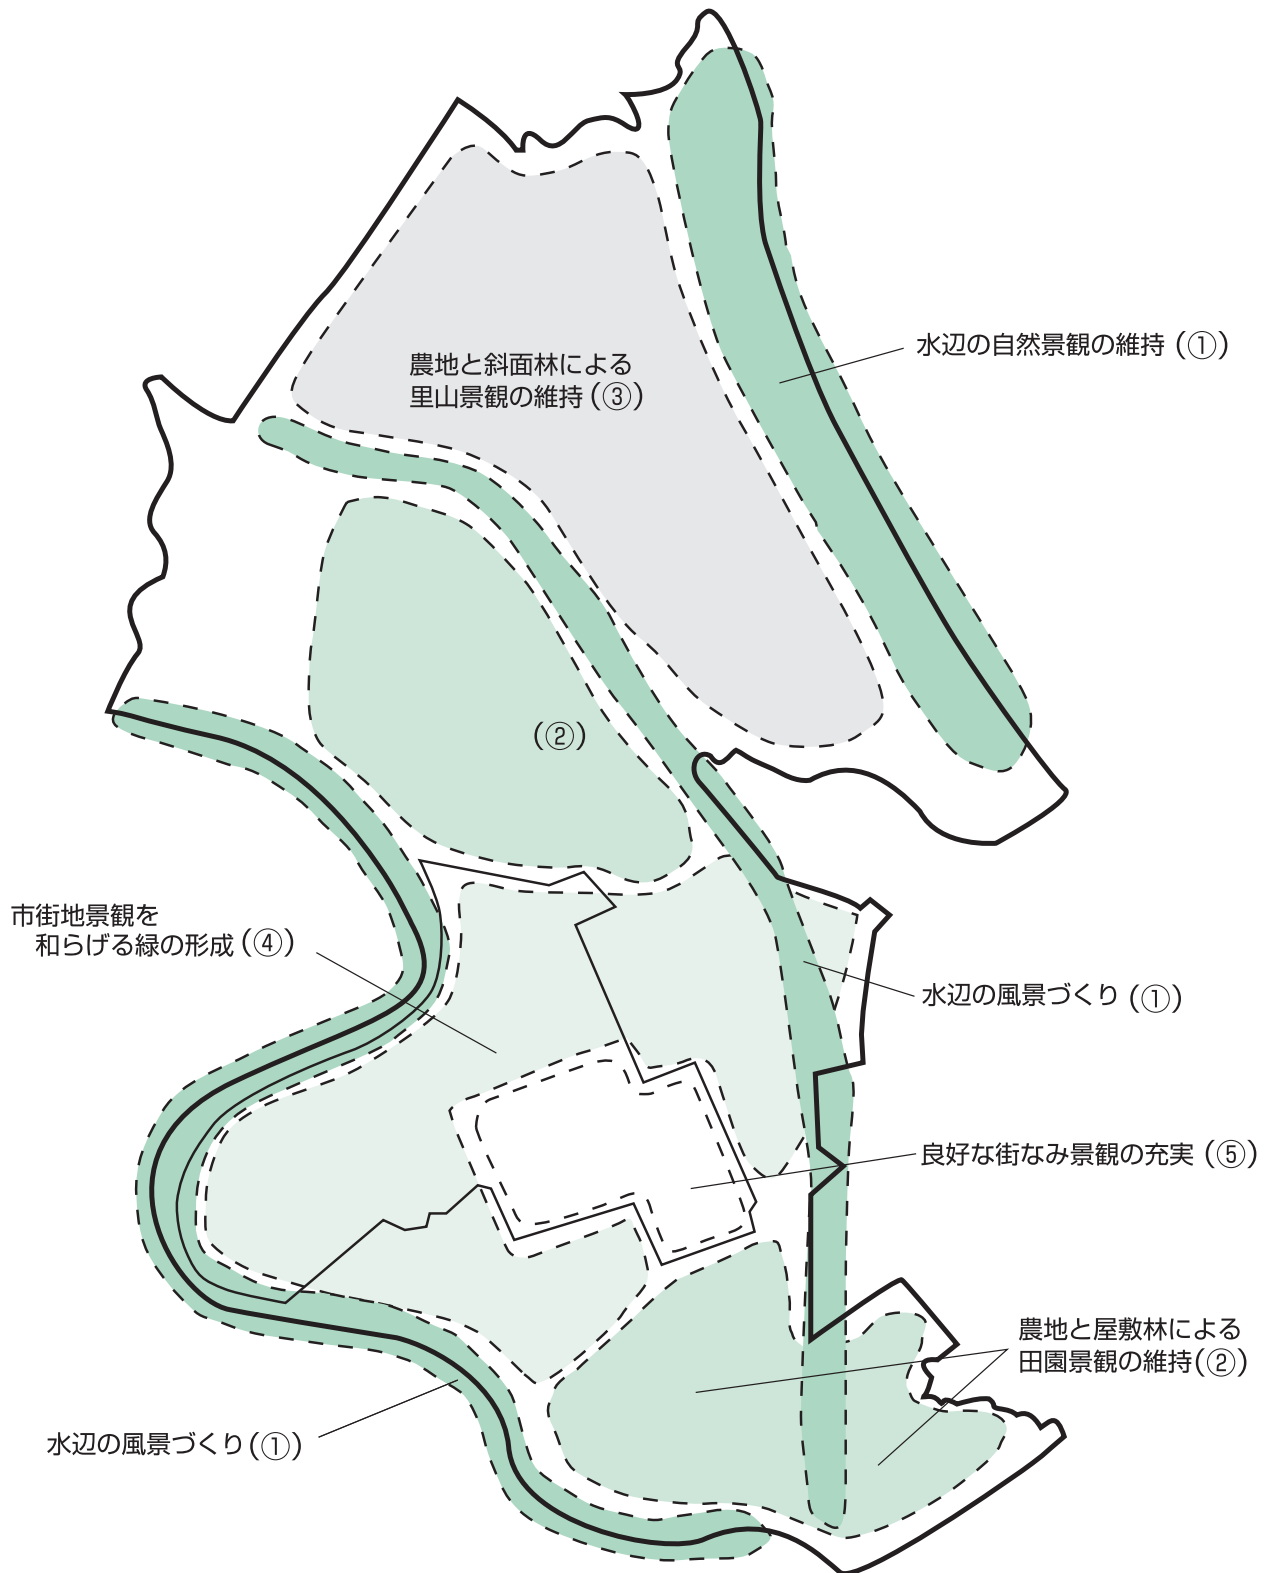 水辺の自然景観の維持(①)
農地と斜面林による
里山景観の維持(③)
(②)
市街地景観を
和らげる緑の形成(④)
水辺の風景づくり(①)
良好な街なみ景観の充実(⑤)
農地と屋敷林による
田園景観の維持(②)
水辺の風景づくり(①)